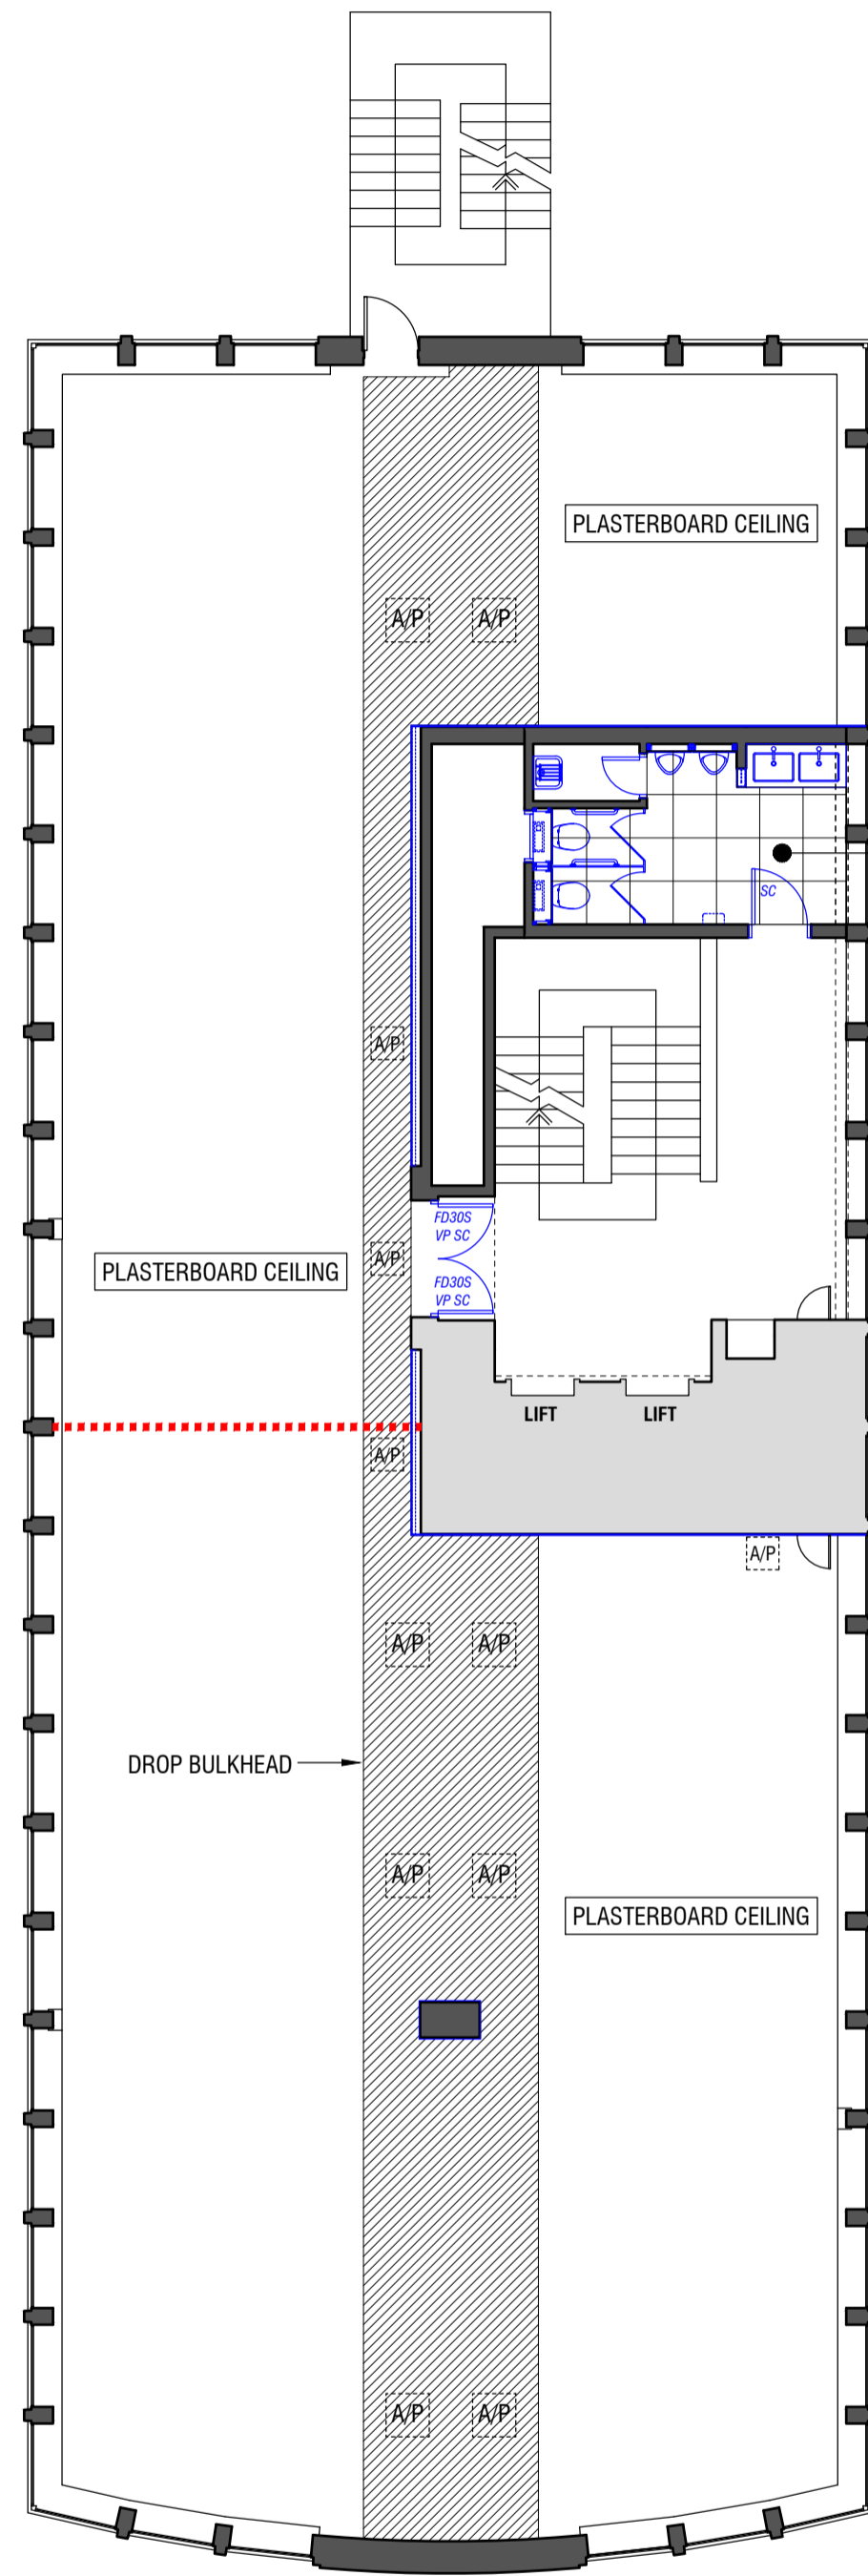 PLASTERBOARD CEILING
A/P A/P
SC
A/P
FD30S
VP SC
PLASTERBOARD CEILING
A/P
FD30S
VP SC
LIFT LIFT
A/P
A/P
A/P A/P
DROP BULKHEAD
A/P A/P
PLASTERBOARD CEILING
A/P A/P